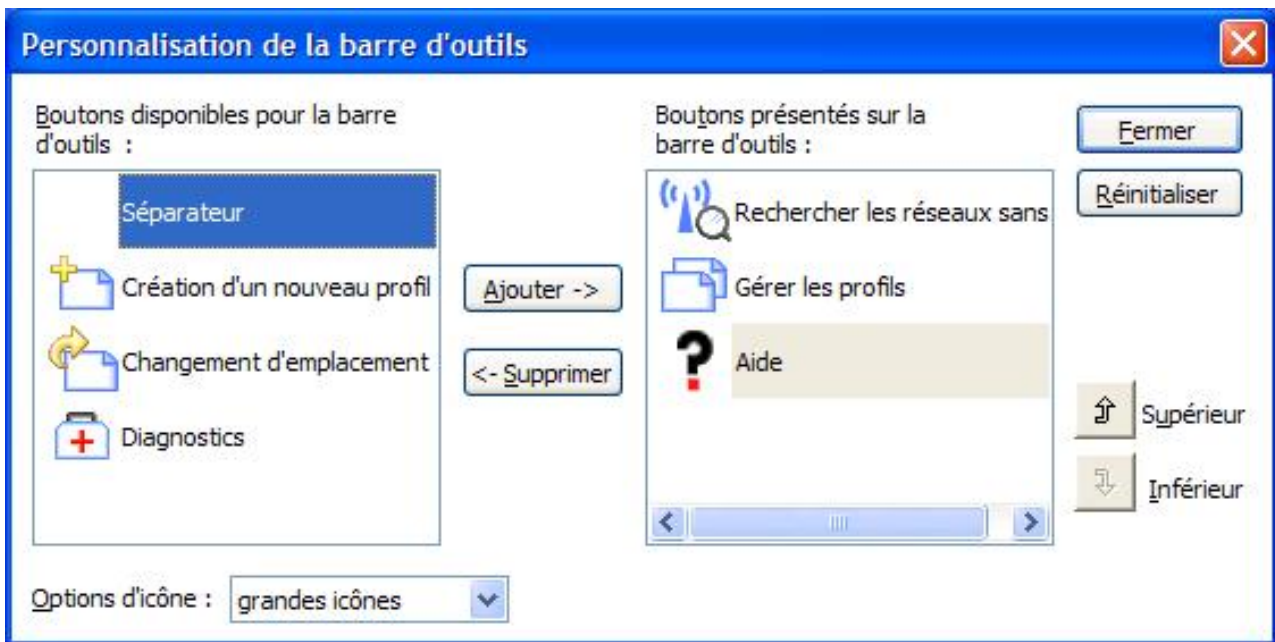 Personnalisation de la barre d'outils
Boutons disponibles pour la barre
d'outils :
Séparateur
Création d'un nouveau profil
Changement d'emplacement
Diagnostics
Ajouter ->
<- Supprimer
Boutons présentés sur la
barre d'outils :
Rechercher les réseaux sans
Gérer les profils
Aide
Fermer
Réinitialiser
Supérieur
Inférieur
Options d'icône :
grandes icônes